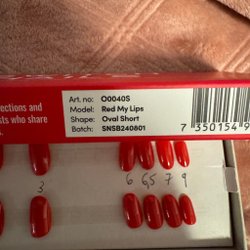 ections and
sts who share
n.
Art. no: O0040S
Model: Red My Lips
Shape: Oval Short
Batch: SNSB240801
7 350154 9
3
6 6,5 7 9